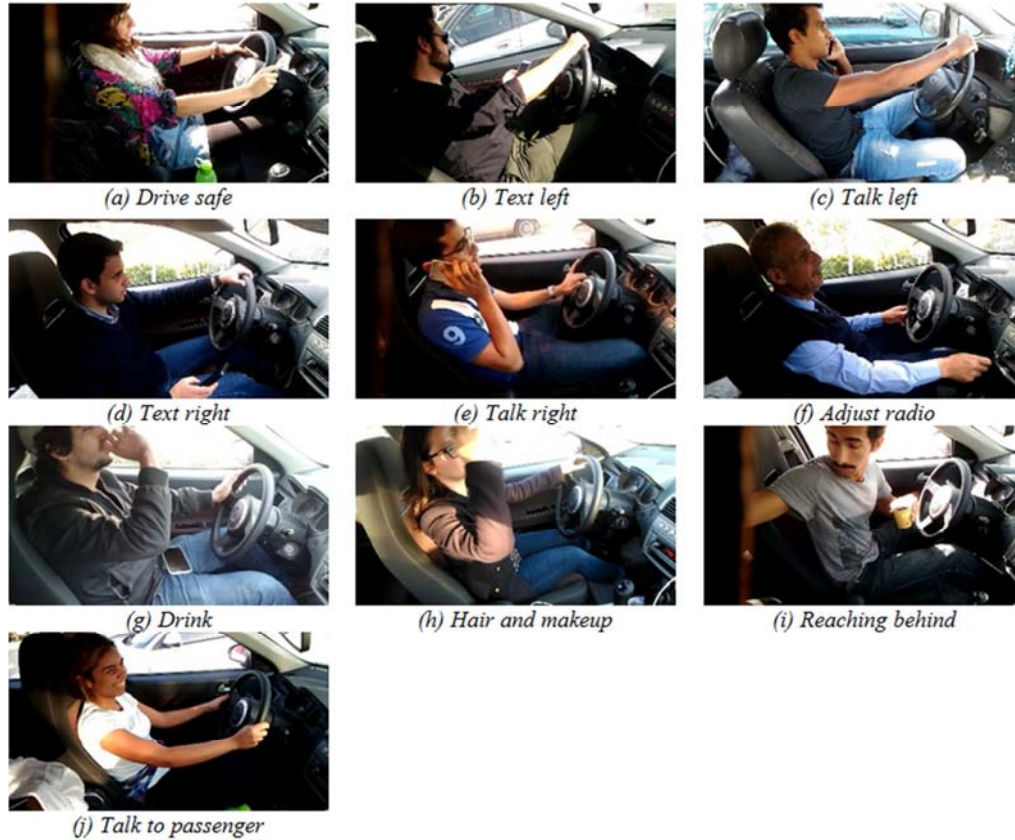 (a) Drive safe
(b) Text left
(c) Talk left
(d) Text right
9
(e) Talk right
(f) Adjust radio
(g) Drink
(h) Hair and makeup
(i) Reaching behind
(j) Talk to passenger